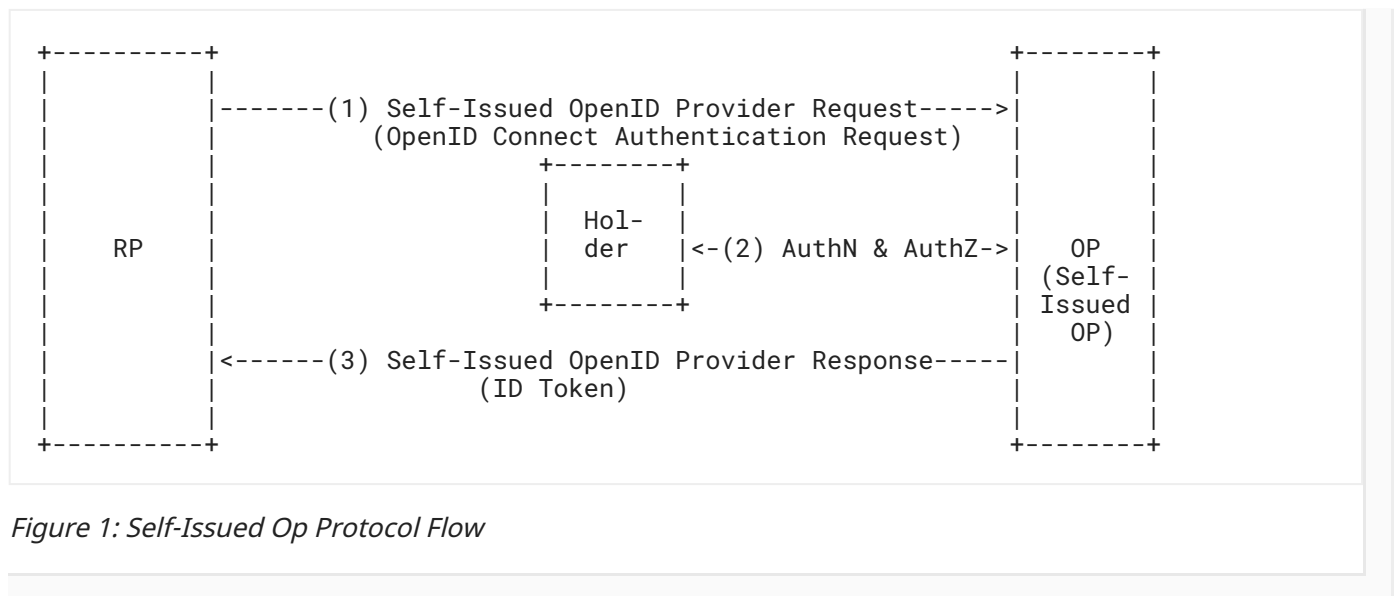 +----------+                                                     +--------+
|          |                                                     |        |
|          |-------(1) Self-Issued OpenID Provider Request----->|        |
|          |          (OpenID Connect Authentication Request)   |        |
|          |                     +--------+                     |        |
|          |                     |        |                     |        |
|          |                     |  Hol-  |                     |        |
|    RP    |                     |  der   |<-(2) AuthN & AuthZ->|   OP   |
|          |                     |        |                     | (Self- |
|          |                     +--------+                     | Issued |
|          |                                                    |   OP)  |
|          |<------(3) Self-Issued OpenID Provider Response-----|        |
|          |                 (ID Token)                         |        |
|          |                                                    |        |
+----------+                                                    +--------+
Figure 1: Self-Issued Op Protocol Flow